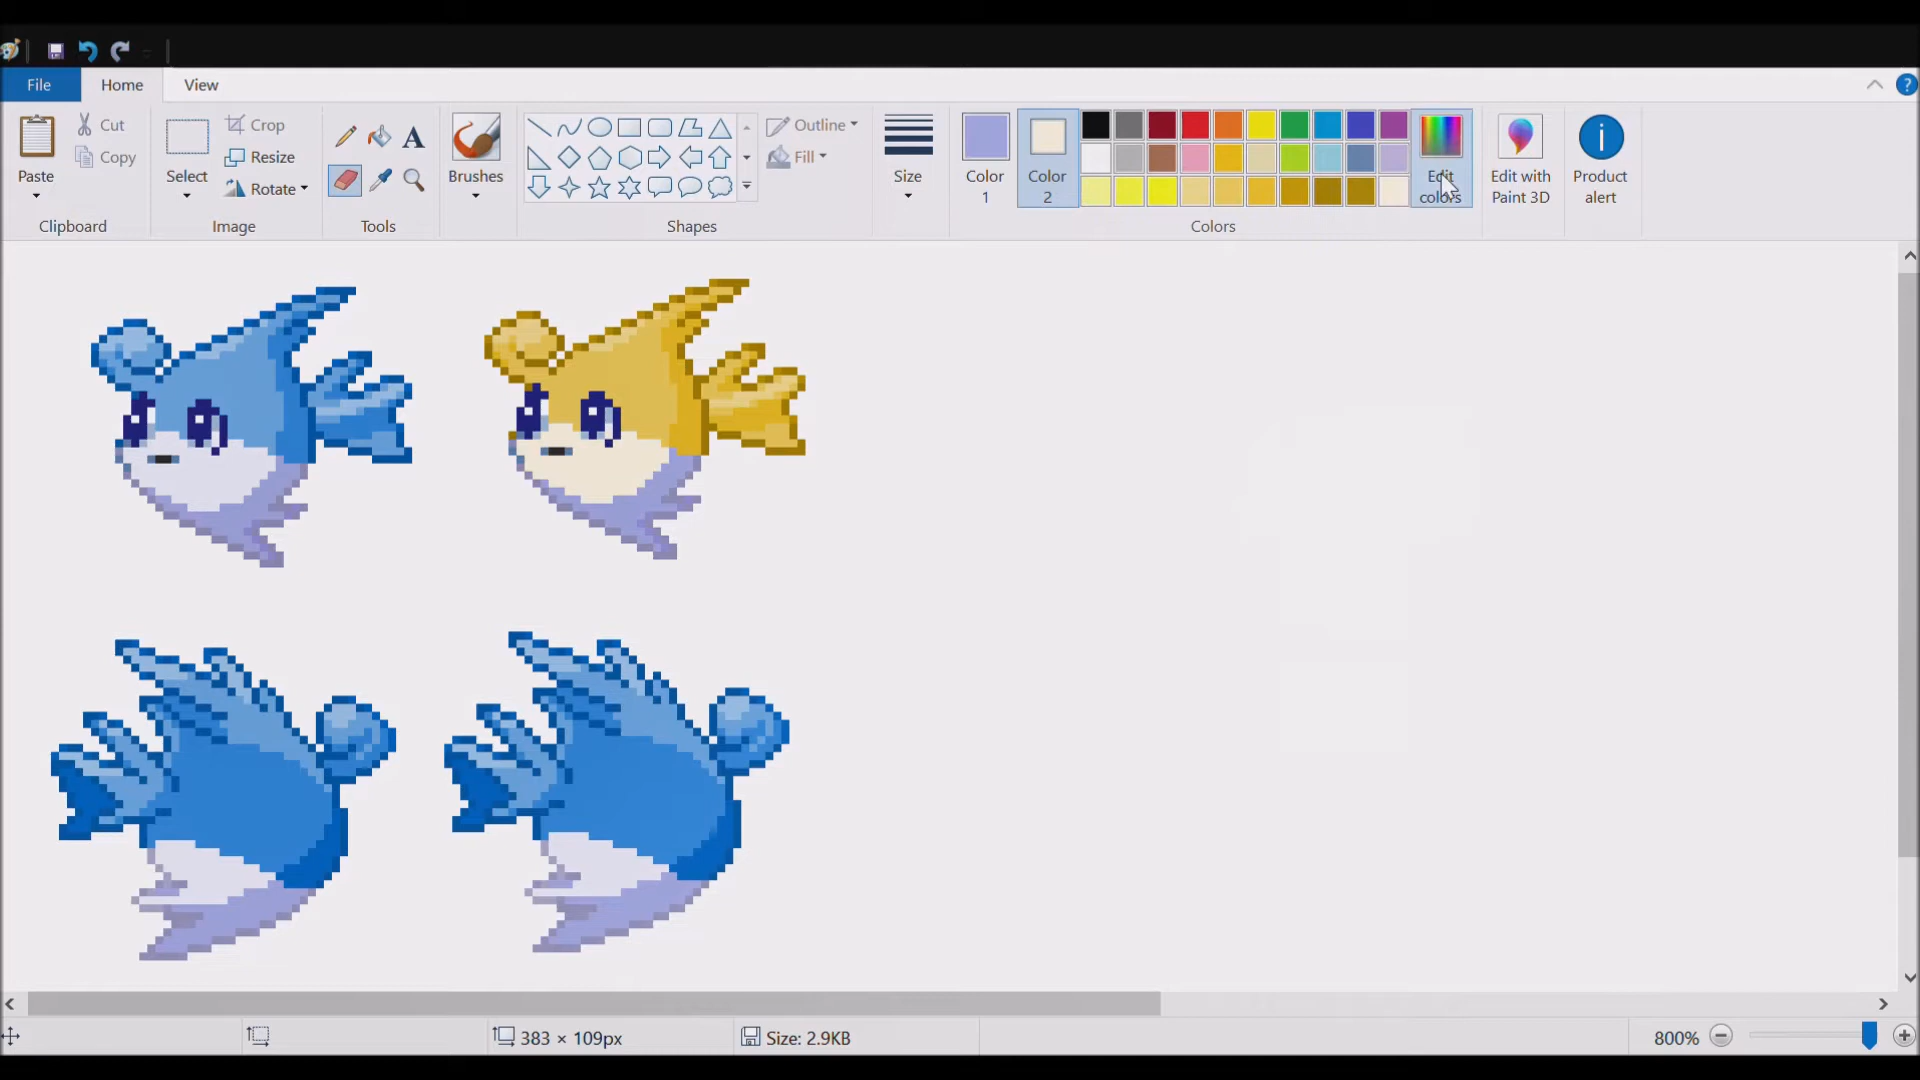 File Home View ?
Cut
Copy
Paste
Clipboard
Select
Crop
Resize
Rotate
Image
A
Tools
Brushes
Outline
Fill
Shapes
Size
Color
1
Color
2
Edit
colors
Colors
Edit with
Paint 3D
Product
alert
383 × 109px
Size: 2.9KB
800%